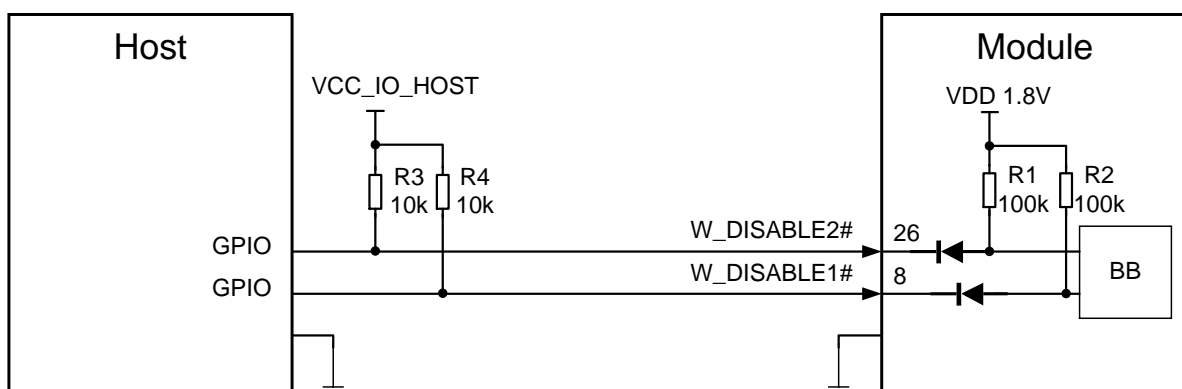 Host
Module
VCC_IO_HOST
VDD 1.8V
R3
10k
R4
10k
R1
100k
R2
100k
GPIO
W_DISABLE2#
26
GPIO
W_DISABLE1#
8
BB